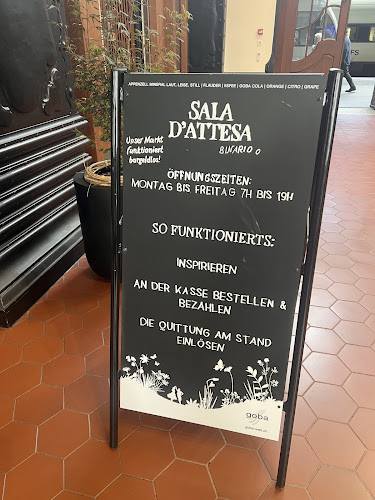 APPENZELL MINERAL LAUT, LEISE, STILL | FLAUDER | ISPEE | GOBA COLA | ORANGE | CITRO | GRAPE
SALA
D'ATTESA
BINARIO 0
Unser Markt
funktioniert
bargeldlos!
ÖFFNUNGSZEITEN:
MONTAG BIS FREITAG 7H BIS 19H
SO FUNKTIONIERTS:
INSPIRIEREN
AN DER KASSE BESTELLEN &
BEZAHLEN
DIE QUITTUNG AM STAND
EINLÖSEN
goba
FS